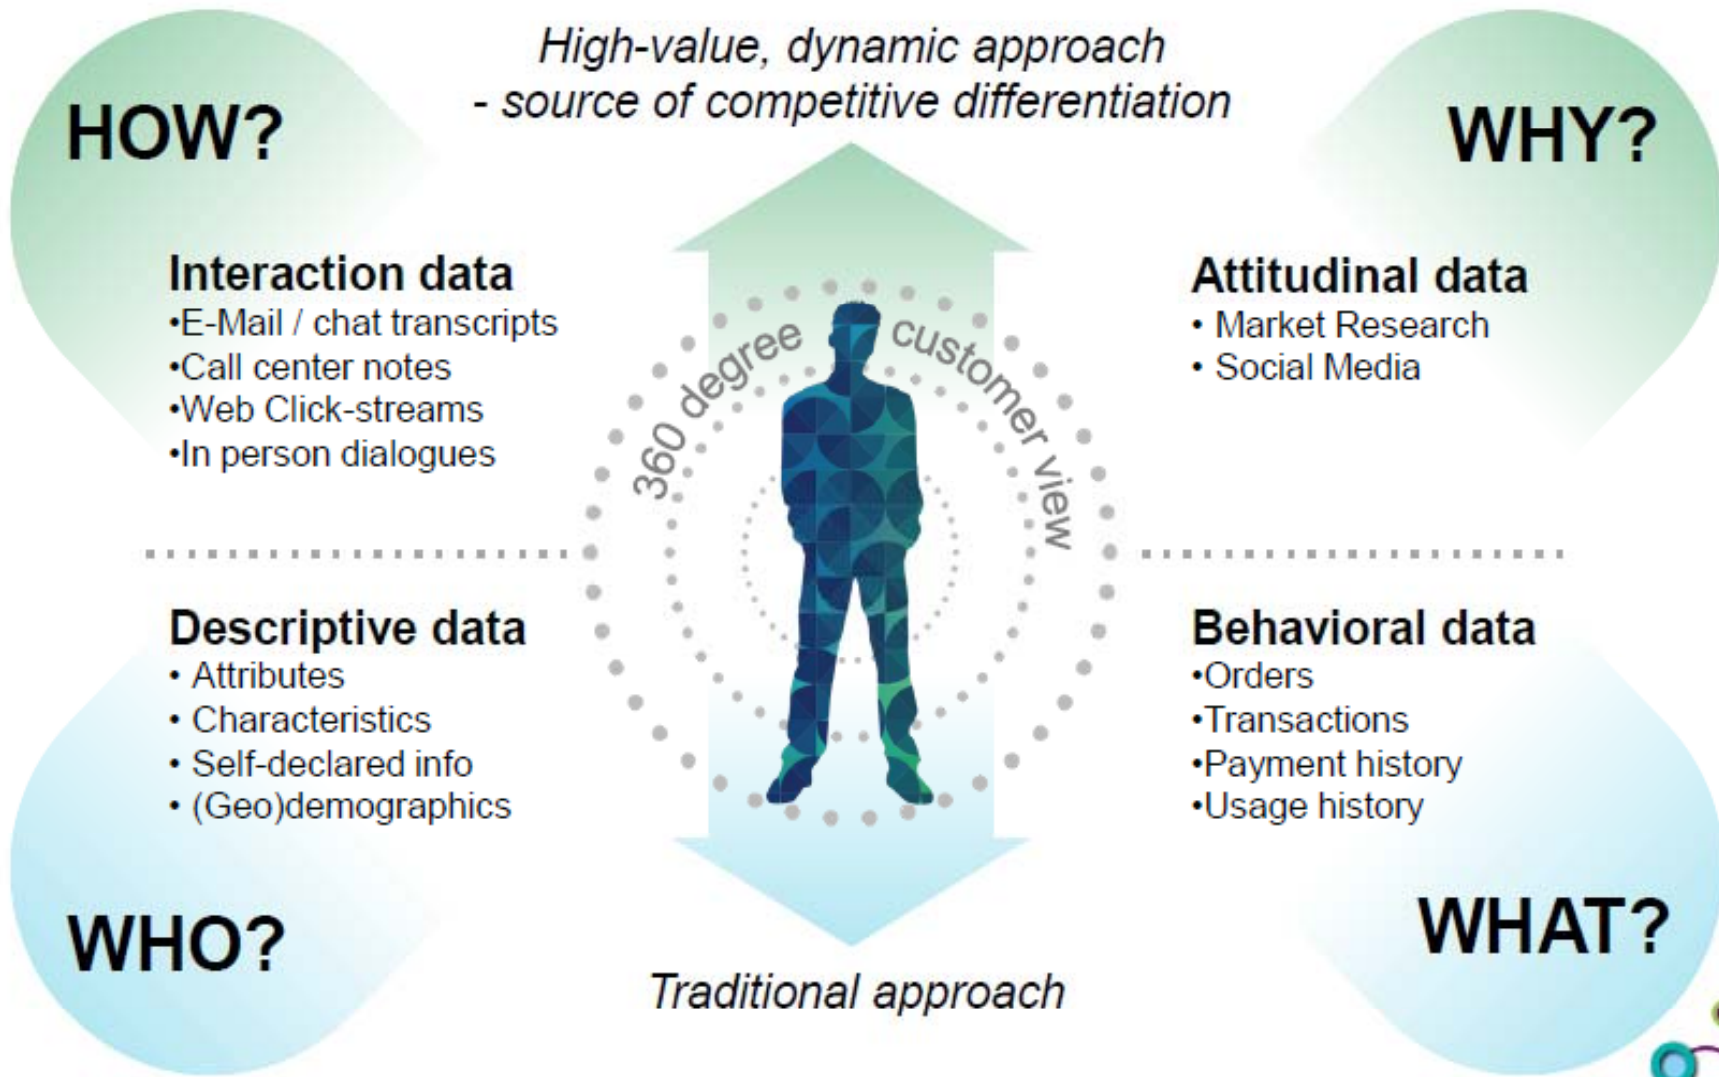 High-value, dynamic approach
- source of competitive differentiation
HOW?
WHY?
Interaction data
•E-Mail / chat transcripts
•Call center notes
•Web Click-streams
•In person dialogues
Attitudinal data
• Market Research
• Social Media
360 degree customer view
Descriptive data
• Attributes
• Characteristics
• Self-declared info
• (Geo)demographics
Behavioral data
•Orders
•Transactions
•Payment history
•Usage history
WHO?
WHAT?
Traditional approach